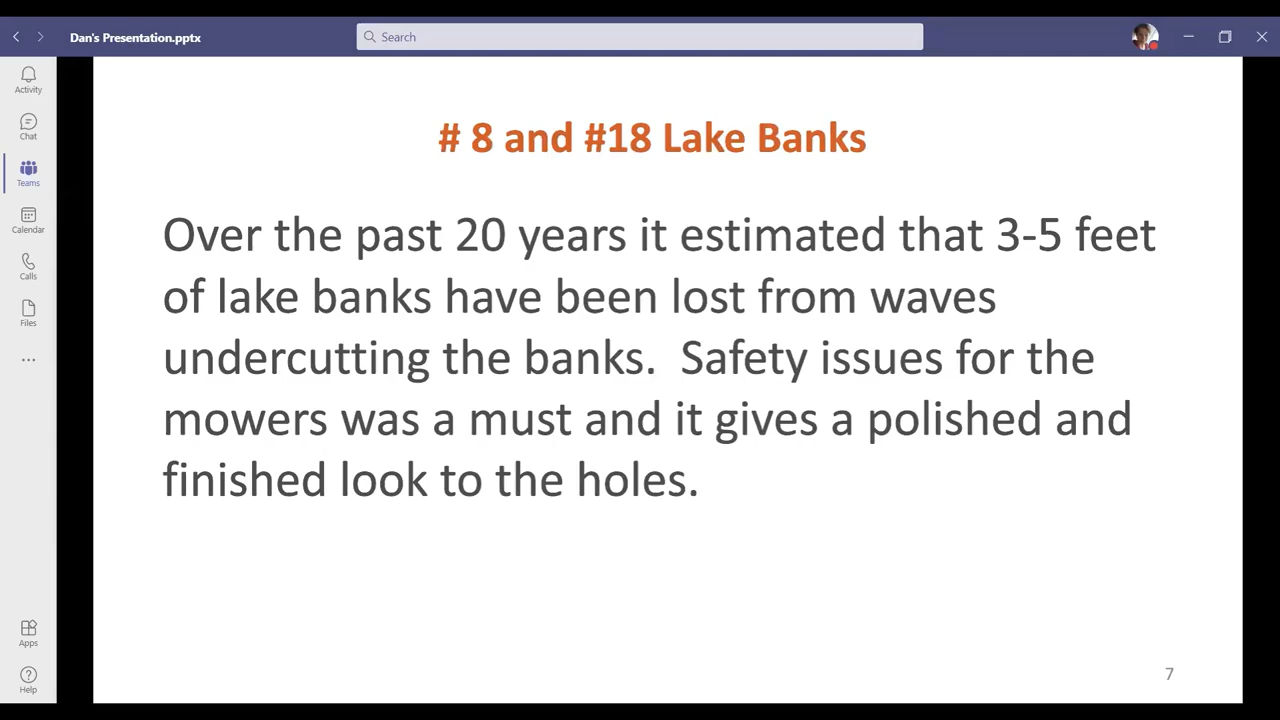 Dan's Presentation.pptx
Search
Activity
Chat
Teams
Calendar
Calls
Files
Apps
Help
# 8 and #18 Lake Banks
Over the past 20 years it estimated that 3-5 feet
of lake banks have been lost from waves
undercutting the banks.  Safety issues for the
mowers was a must and it gives a polished and
finished look to the holes.
7